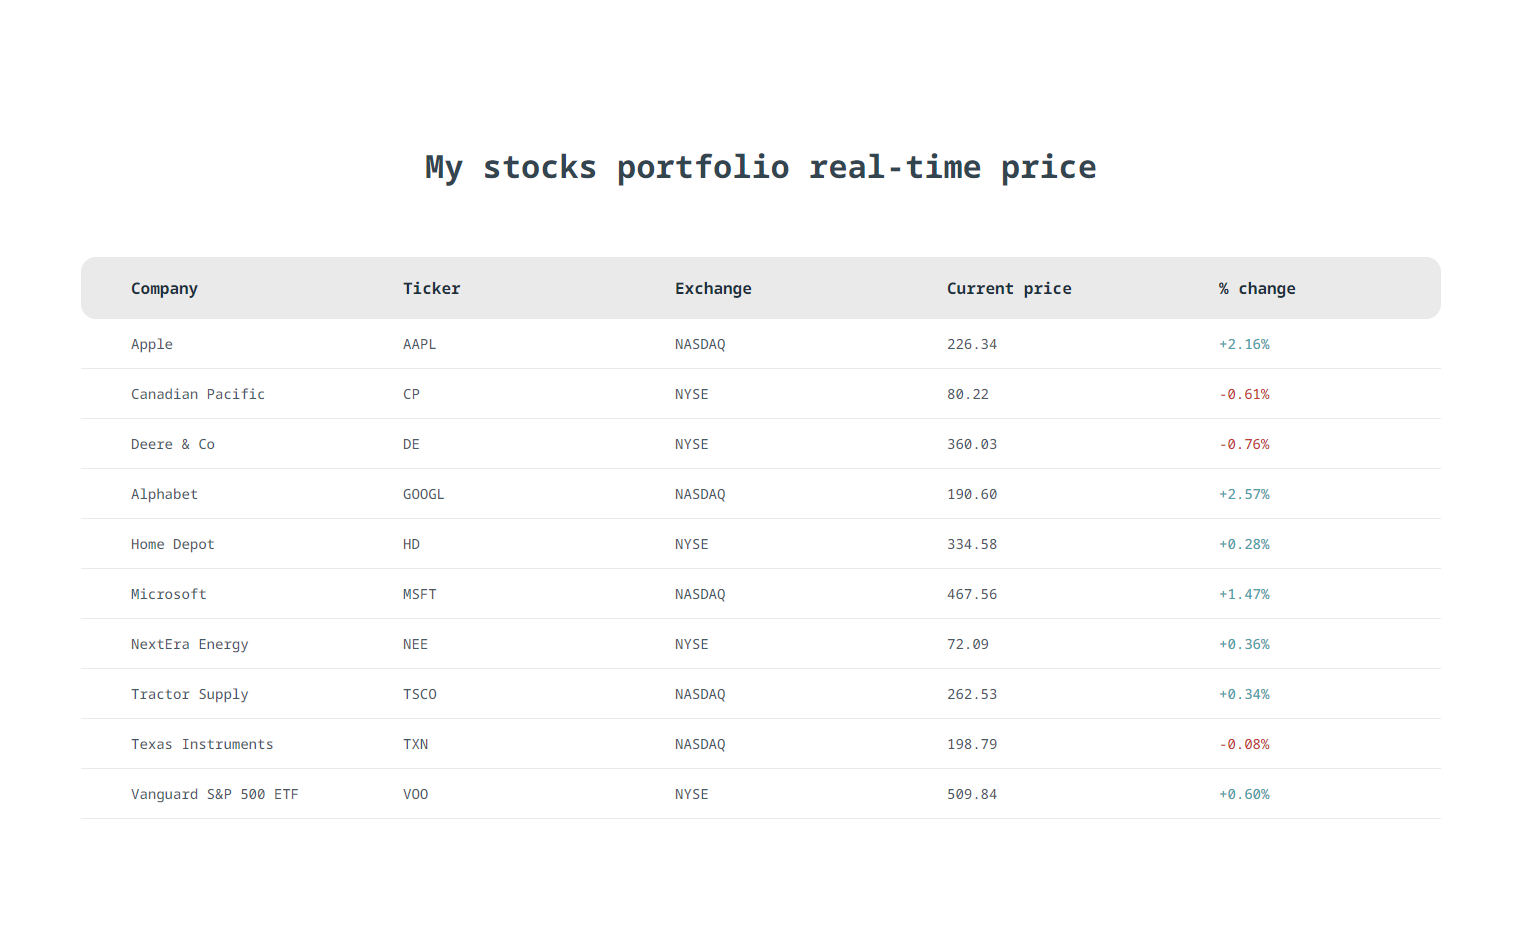 My stocks portfolio real-time price
Company Ticker Exchange Current price % change
Apple AAPL NASDAQ 226.34 +2.16%
Canadian Pacific CP NYSE 80.22 -0.61%
Deere & Co DE NYSE 360.03 -0.76%
Alphabet GOOGL NASDAQ 190.60 +2.57%
Home Depot HD NYSE 334.58 +0.28%
Microsoft MSFT NASDAQ 467.56 +1.47%
NextEra Energy NEE NYSE 72.09 +0.36%
Tractor Supply TSCO NASDAQ 262.53 +0.34%
Texas Instruments TXN NASDAQ 198.79 -0.08%
Vanguard S&P 500 ETF VOO NYSE 509.84 +0.60%